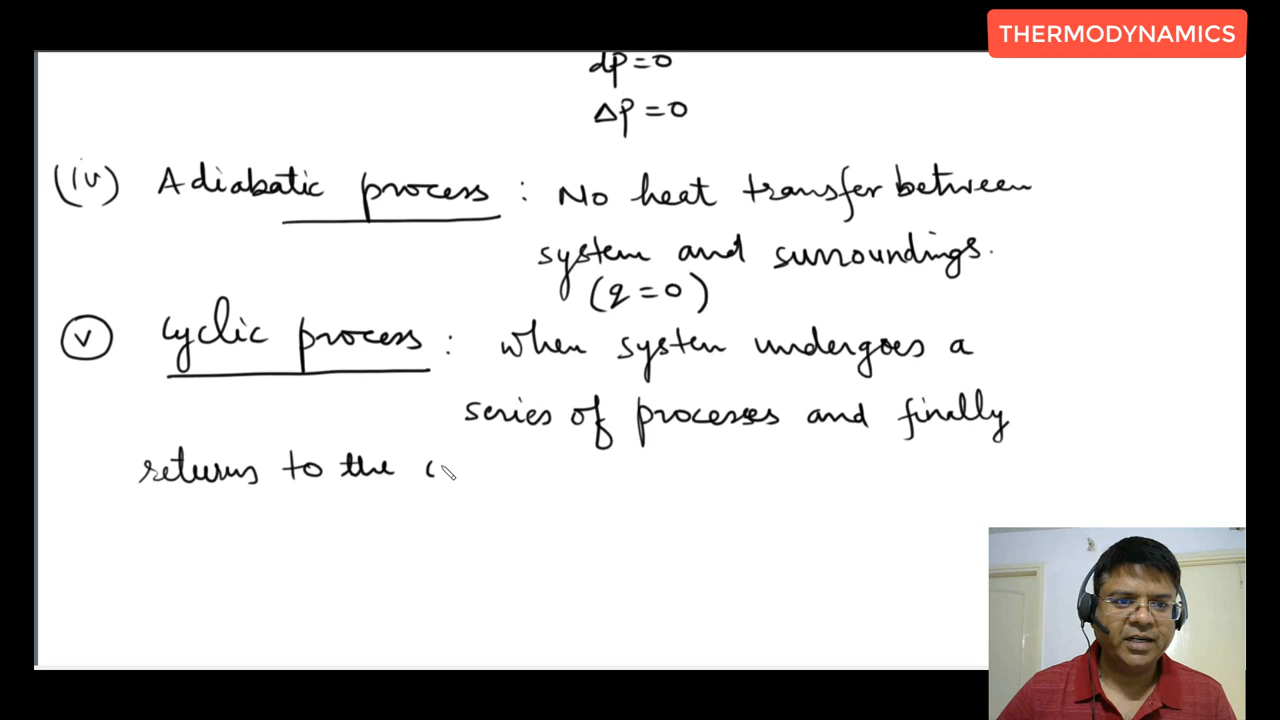 THERMODYNAMICS
dP=0
ΔP=0
(iv) Adiabatic process : No heat transfer between
system and surroundings.
(q=0)
(v) Cyclic process : when system undergoes a
series of processes and finally
returns to the